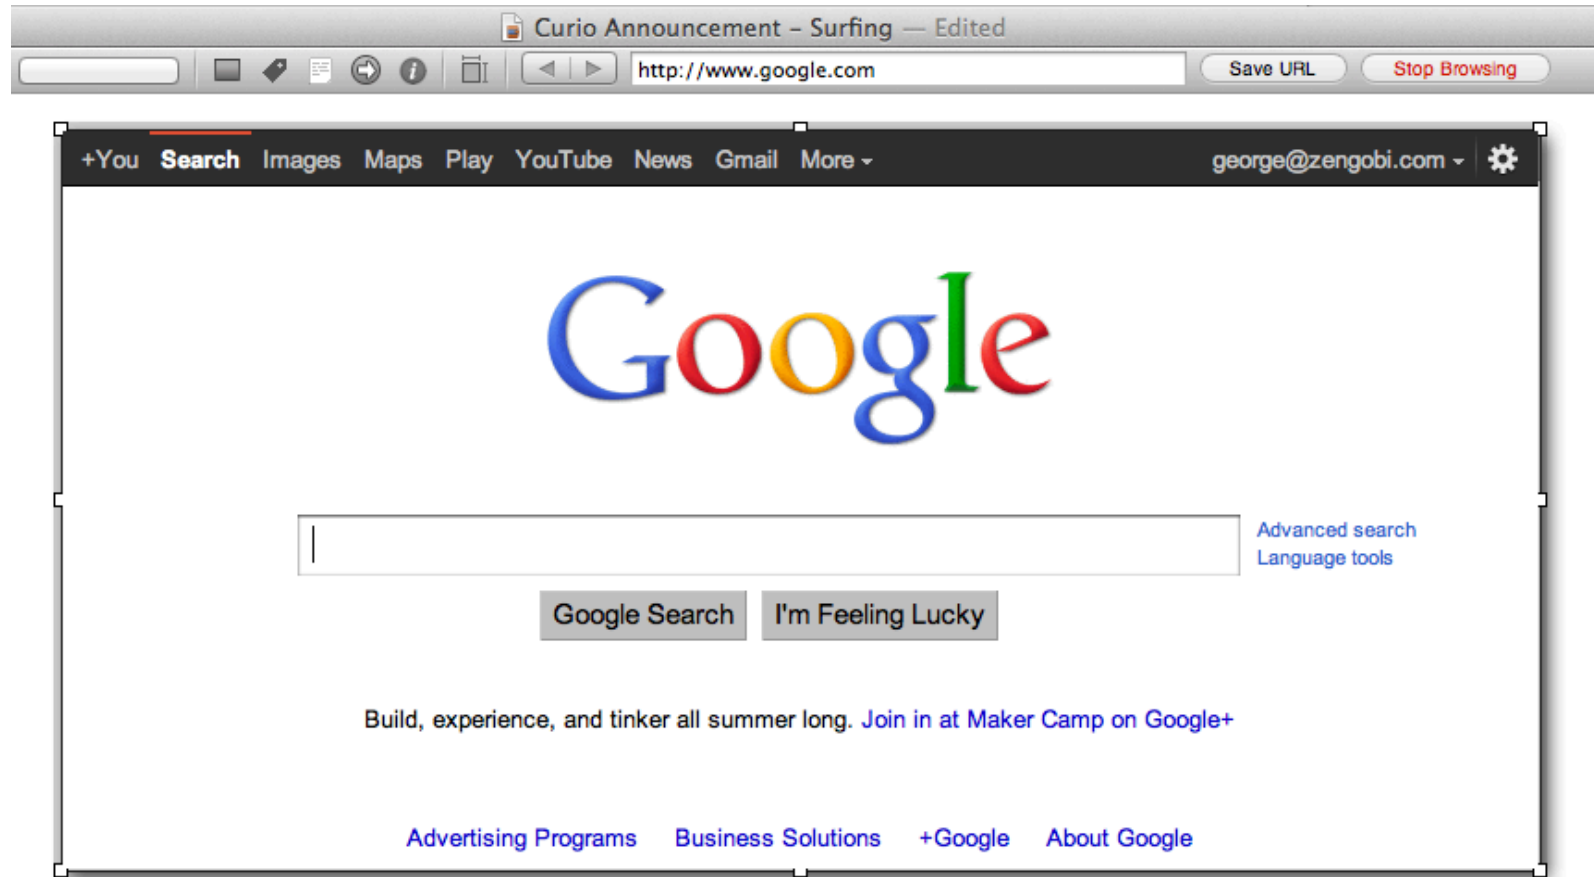 Curio Announcement – Surfing — Edited
http://www.google.com Save URL Stop Browsing
+You Search Images Maps Play YouTube News Gmail More george@zengobi.com
Google
Advanced search
Language tools
Google Search I'm Feeling Lucky
Build, experience, and tinker all summer long. Join in at Maker Camp on Google+
Advertising Programs Business Solutions +Google About Google